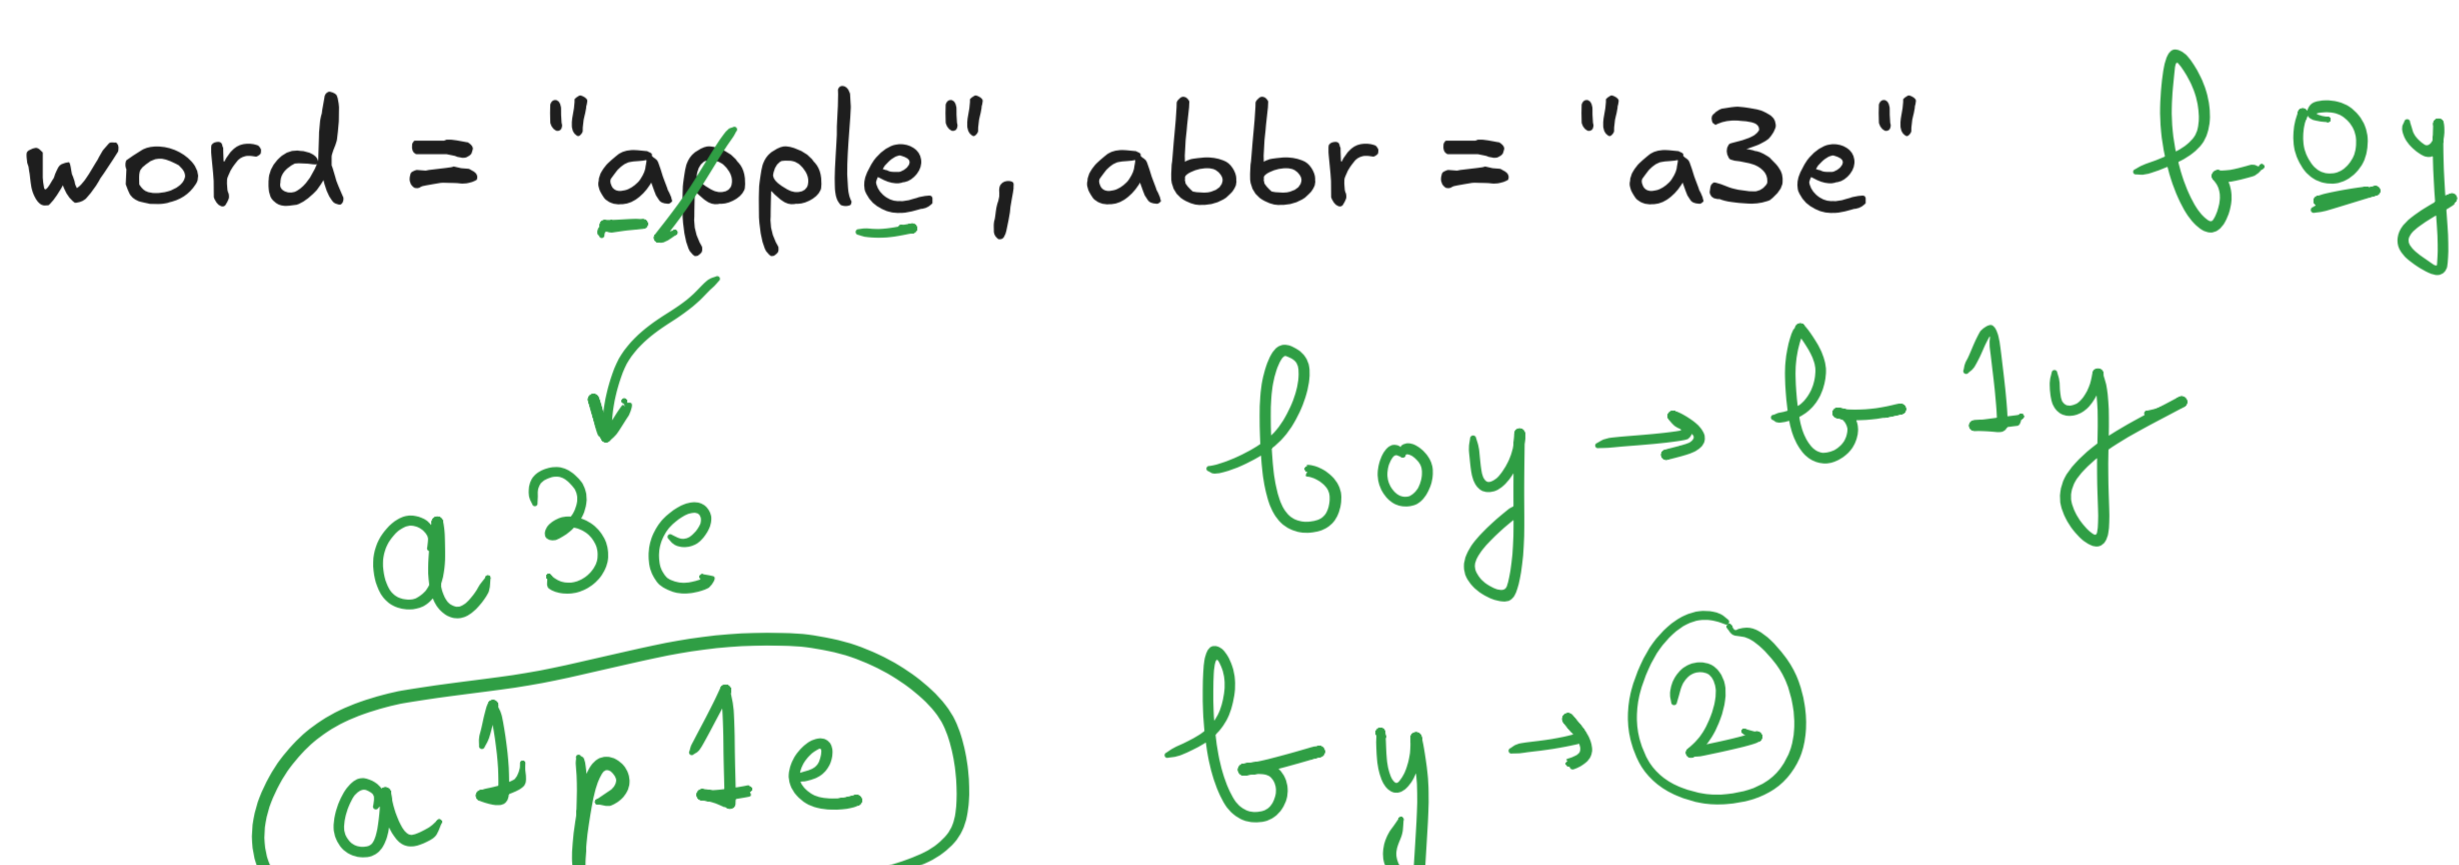 word = "apple", abbr = "a3e" boy
boy → b1y
a3e
by → 2
a1p1e